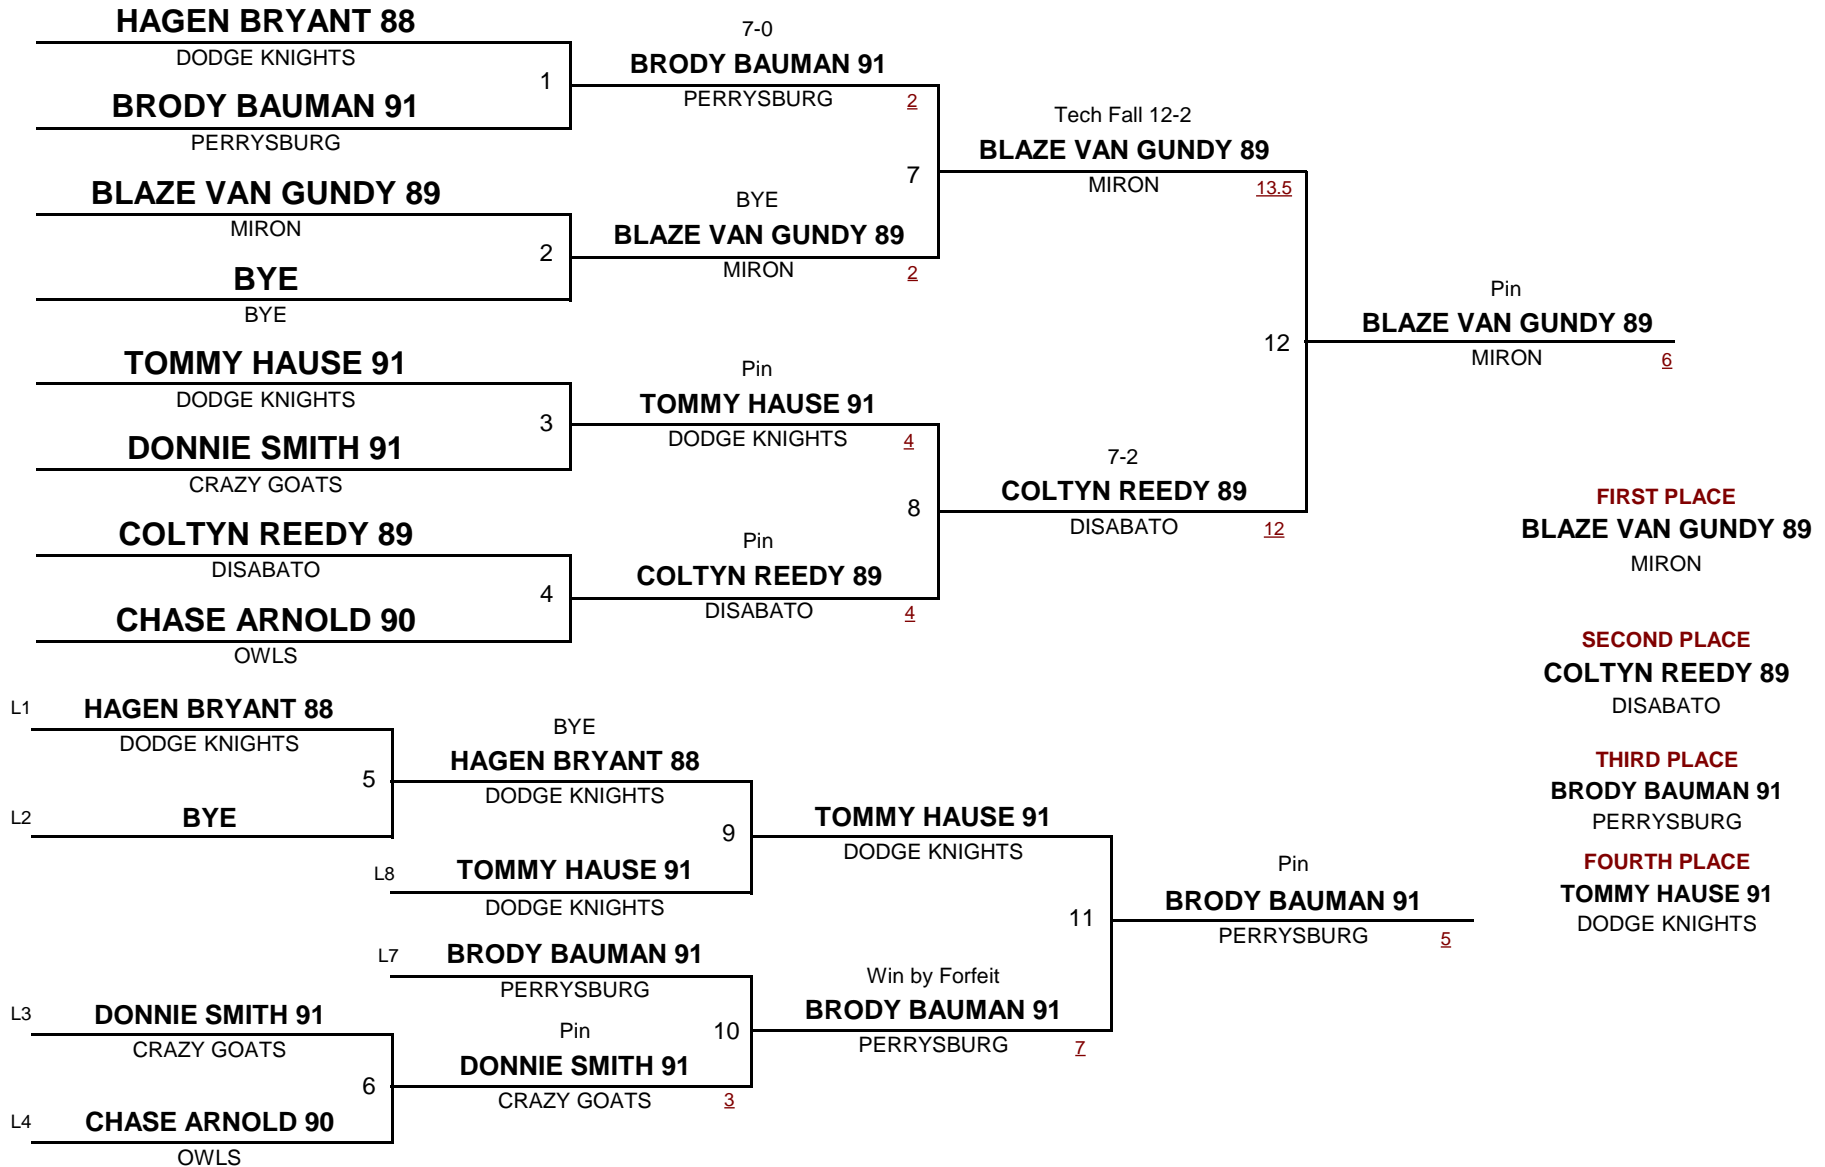 HAGEN BRYANT 88
DODGE KNIGHTS
1
BRODY BAUMAN 91
PERRYSBURG
BLAZE VAN GUNDY 89
MIRON
2
BYE
BYE
TOMMY HAUSE 91
DODGE KNIGHTS
3
DONNIE SMITH 91
CRAZY GOATS
COLTYN REEDY 89
DISABATO
4
CHASE ARNOLD 90
OWLS
7-0
BRODY BAUMAN 91
PERRYSBURG 2
7
BYE
BLAZE VAN GUNDY 89
MIRON 2
Pin
TOMMY HAUSE 91
DODGE KNIGHTS 4
8
Pin
COLTYN REEDY 89
DISABATO 4
Tech Fall 12-2
BLAZE VAN GUNDY 89
MIRON 13.5
12
7-2
COLTYN REEDY 89
DISABATO 12
Pin
BLAZE VAN GUNDY 89
MIRON 6
FIRST PLACE
BLAZE VAN GUNDY 89
MIRON
SECOND PLACE
COLTYN REEDY 89
DISABATO
THIRD PLACE
BRODY BAUMAN 91
PERRYSBURG
FOURTH PLACE
TOMMY HAUSE 91
DODGE KNIGHTS
L1 HAGEN BRYANT 88
DODGE KNIGHTS
5
L2 BYE
BYE
HAGEN BRYANT 88
DODGE KNIGHTS
9
L8 TOMMY HAUSE 91
DODGE KNIGHTS
L7 BRODY BAUMAN 91
PERRYSBURG
10
Pin
DONNIE SMITH 91
CRAZY GOATS 3
L3 DONNIE SMITH 91
CRAZY GOATS
6
L4 CHASE ARNOLD 90
OWLS
TOMMY HAUSE 91
DODGE KNIGHTS
11
Win by Forfeit
BRODY BAUMAN 91
PERRYSBURG 7
Pin
BRODY BAUMAN 91
PERRYSBURG 5